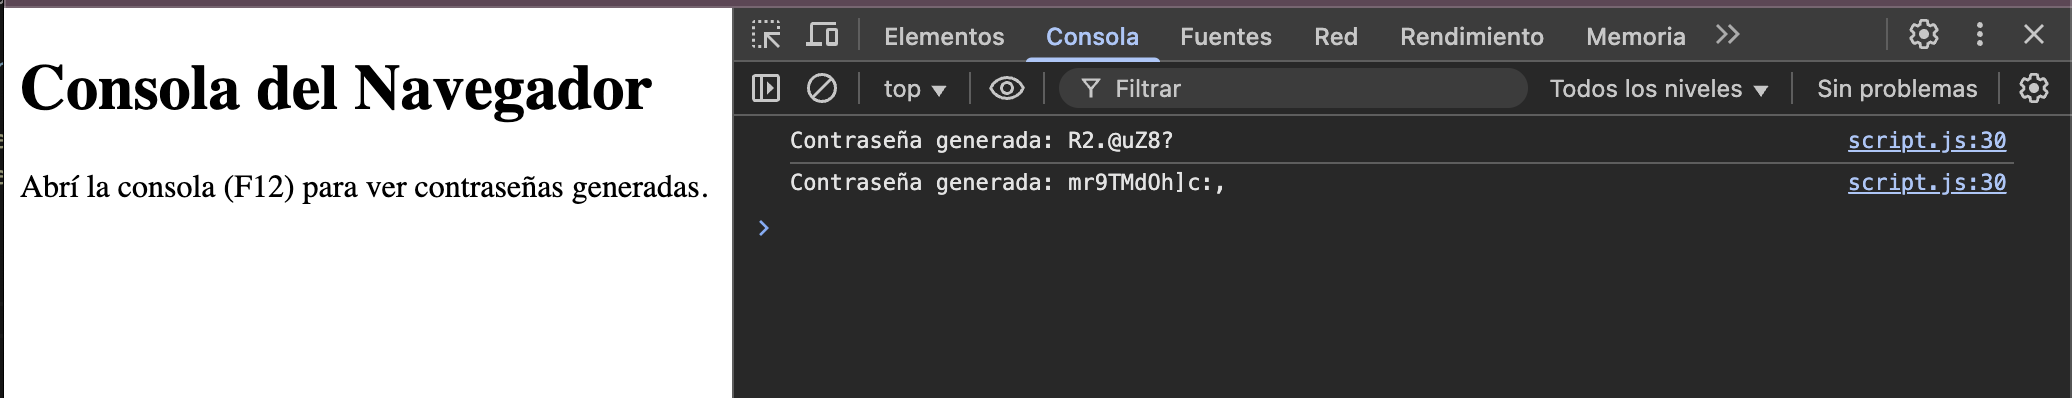 Consola del Navegador
Abrí la consola (F12) para ver contraseñas generadas.
Elementos Consola Fuentes Red Rendimiento Memoria
top Filtrar Todos los niveles Sin problemas
Contraseña generada: R2.@uZ8? script.js:30
Contraseña generada: mr9TMdOh]c:, script.js:30